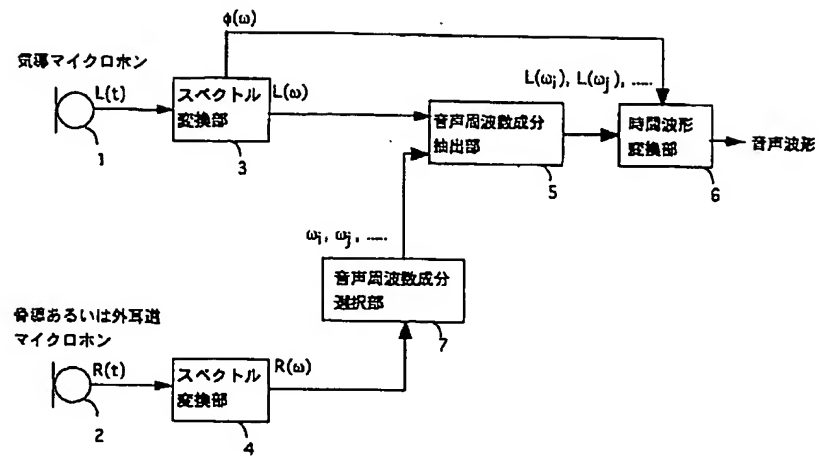 φ(ω)
気導マイクロホン
L(t)
1
スペクトル
変換部
3
L(ω)
音声周波数成分
抽出部
5
L(ωi), L(ωj), .....
時間波形
変換部
6
音声波形
ωi, ωj, .....
音声周波数成分
選択部
7
骨導あるいは外耳道
マイクロホン
R(t)
2
スペクトル
変換部
4
R(ω)